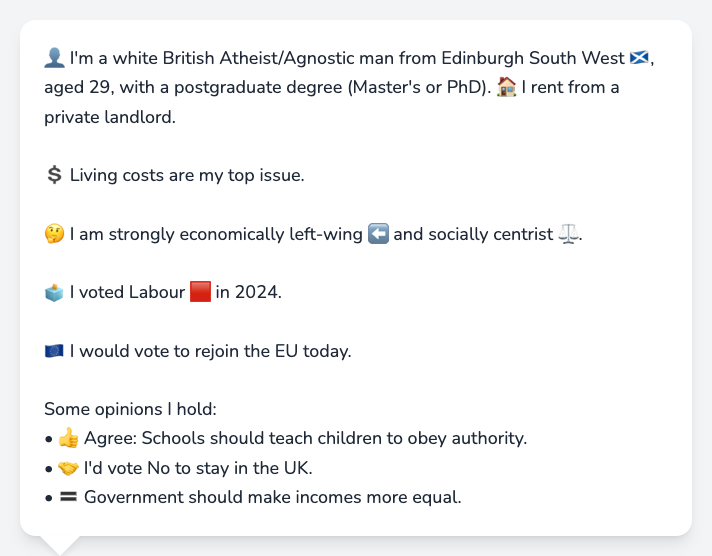 👤 I'm a white British Atheist/Agnostic man from Edinburgh South West 🏴󠁧󠁢󠁳󠁣󠁴󠁿,
aged 29, with a postgraduate degree (Master's or PhD). 🏠 I rent from a
private landlord.
💲 Living costs are my top issue.
🤔 I am strongly economically left-wing ⬅️ and socially centrist ⚖️.
🗳️ I voted Labour 🟥 in 2024.
🇪🇺 I would vote to rejoin the EU today.
Some opinions I hold:
• 👍 Agree: Schools should teach children to obey authority.
• 🤝 I'd vote No to stay in the UK.
• 🟰 Government should make incomes more equal.